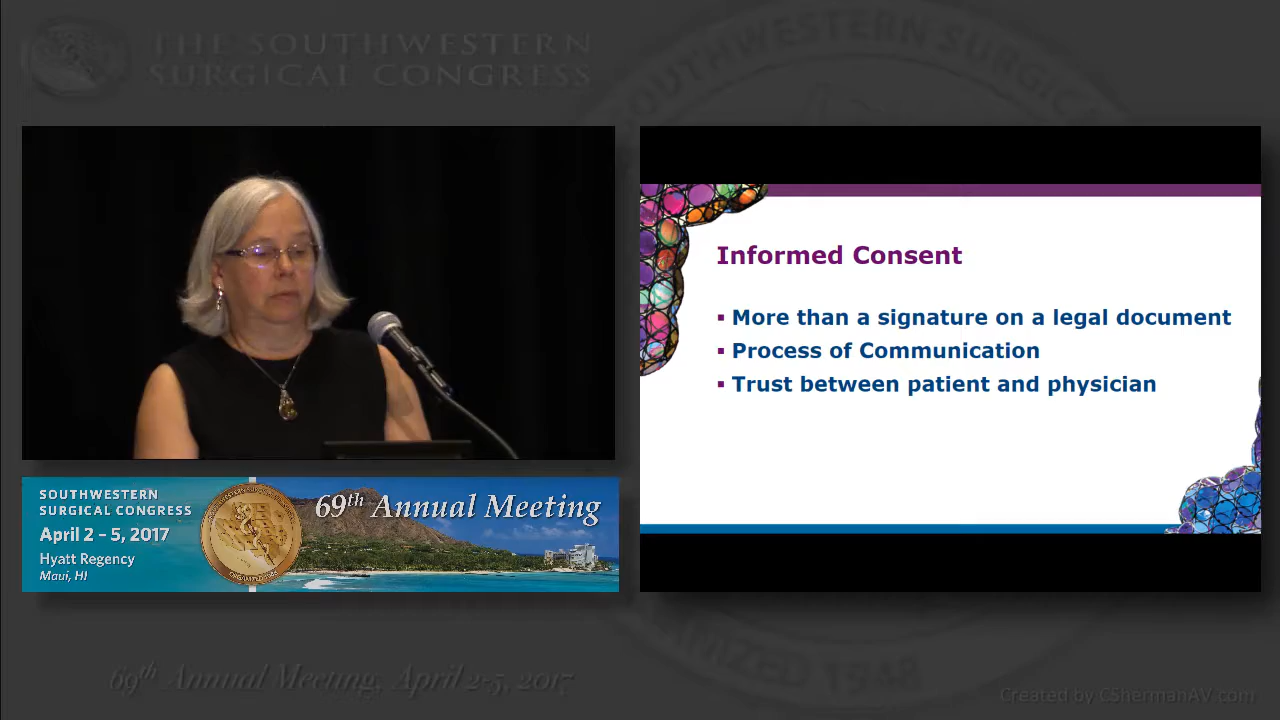 THE SOUTHWESTERN
SURGICAL CONGRESS
Informed Consent
▪ More than a signature on a legal document
▪ Process of Communication
▪ Trust between patient and physician
SOUTHWESTERN
SURGICAL CONGRESS
April 2 – 5, 2017
Hyatt Regency
Maui, HI
69th Annual Meeting
69th Annual Meeting, April 2-5, 2017
Created by CShermanAV.com